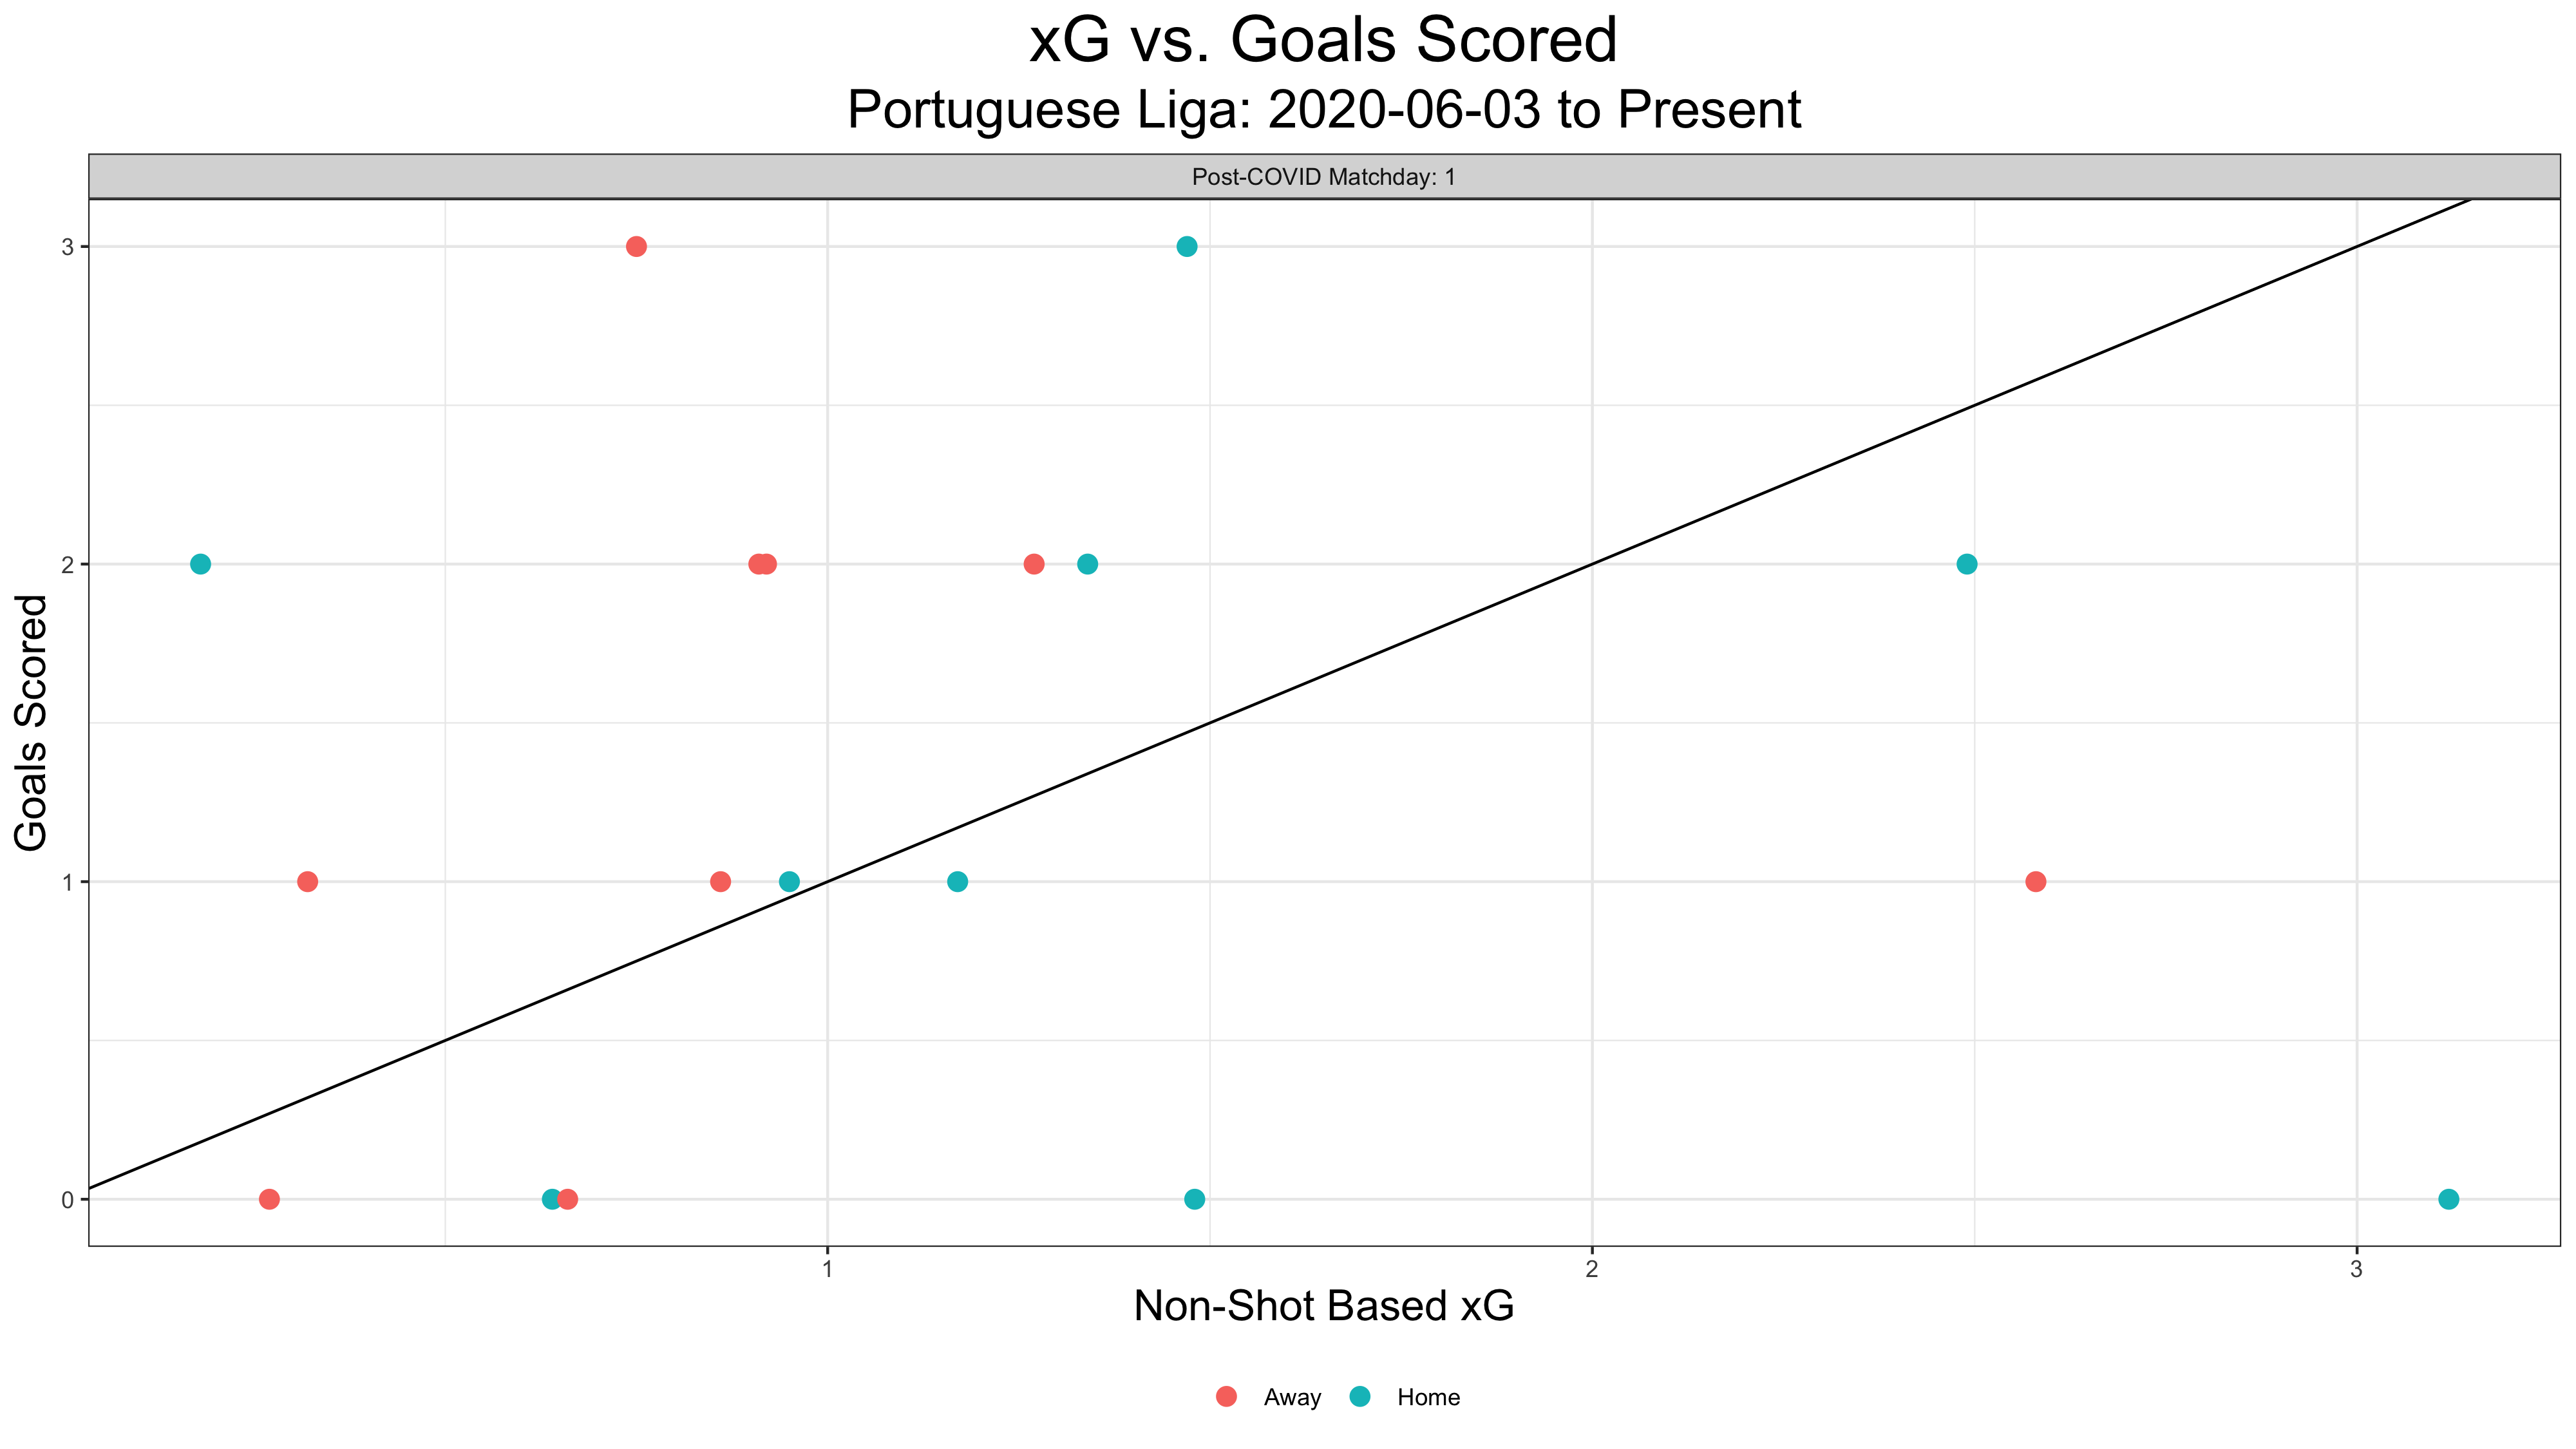 xG vs. Goals Scored
Portuguese Liga: 2020-06-03 to Present
Post-COVID Matchday: 1
Goals Scored
3
2
1
0
1
2
3
Non-Shot Based xG
Away
Home